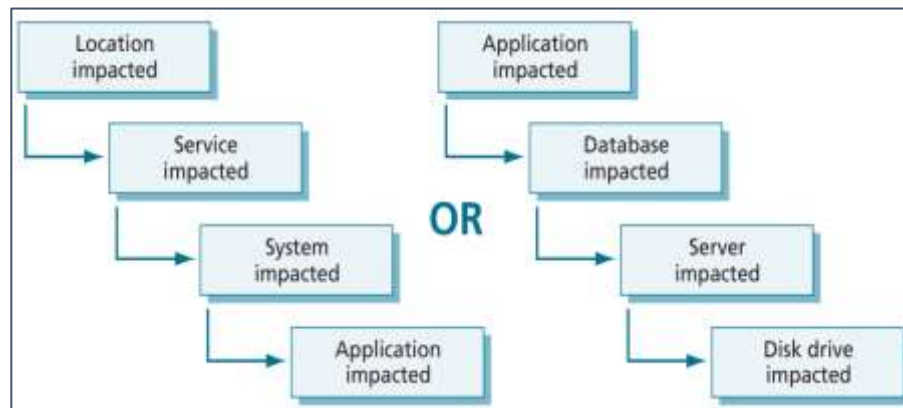 Location
impacted
Service
impacted
System
impacted
Application
impacted
OR
Application
impacted
Database
impacted
Server
impacted
Disk drive
impacted